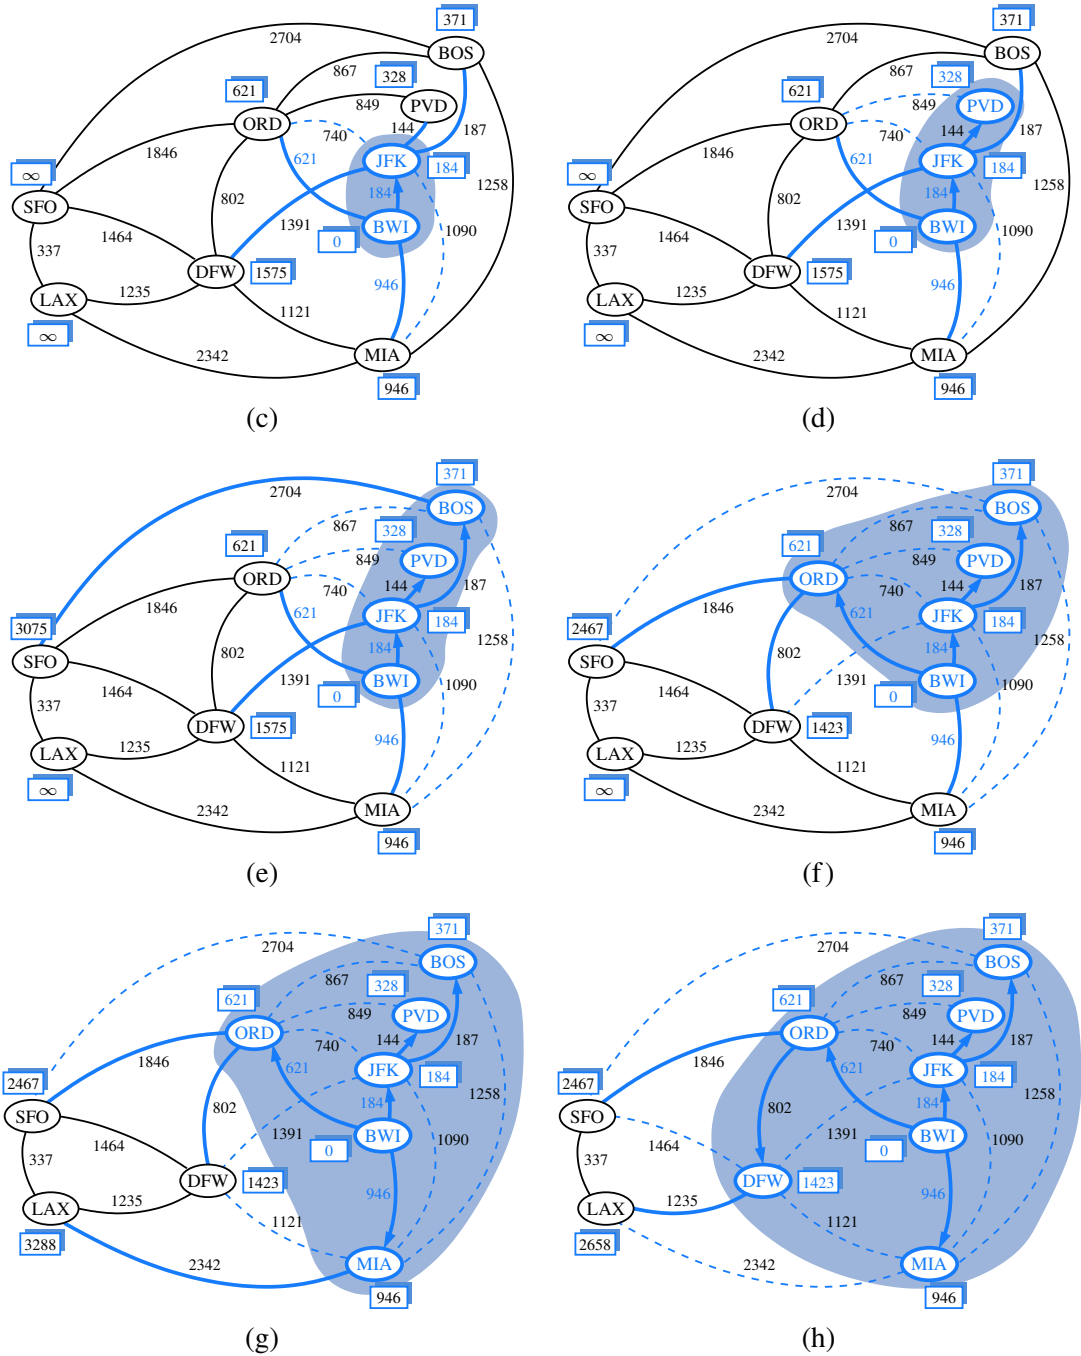 371
2704
BOS
867
328
621
849
PVD
ORD
740
144
187
1846
JFK
621
184
∞
184
1258
SFO
802
1464
1391
BWI
1090
337
0
DFW
1575
LAX
1235
946
1121
∞
2342
MIA
946
(c)
371
2704
BOS
867
328
621
849
PVD
ORD
740
144
187
1846
JFK
621
184
∞
184
1258
SFO
802
1464
1391
BWI
1090
337
0
DFW
1575
LAX
1235
946
1121
∞
2342
MIA
946
(d)
371
2704
BOS
867
328
621
849
PVD
ORD
740
144
187
1846
JFK
621
184
3075
184
1258
SFO
802
1464
1391
BWI
1090
337
0
DFW
1575
LAX
1235
946
1121
∞
2342
MIA
946
(e)
371
2704
BOS
867
328
621
849
PVD
ORD
740
144
187
1846
JFK
621
184
2467
184
1258
SFO
802
1464
1391
BWI
1090
337
0
DFW
1423
LAX
1235
946
1121
∞
2342
MIA
946
(f)
371
2704
BOS
867
328
621
849
PVD
ORD
740
144
187
1846
JFK
621
184
2467
184
1258
SFO
802
1464
1391
BWI
1090
337
0
DFW
1423
LAX
1235
946
1121
3288
2342
MIA
946
(g)
371
2704
BOS
867
328
621
849
PVD
ORD
740
144
187
1846
JFK
621
184
2467
184
1258
SFO
802
1464
1391
BWI
1090
337
0
DFW
1423
LAX
1235
946
1121
2658
2342
MIA
946
(h)